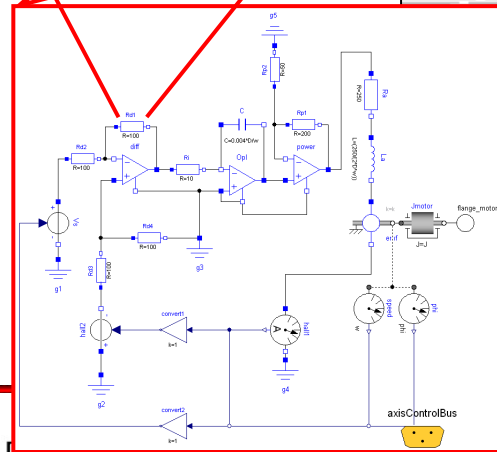 g5
Rp2
R=50
Ra
R=250
Rd1
R=100
C
C=0.004*D/w
Rp1
R=200
diff
power
Rd2
R=100
Ri
R=10
OpI
La
Vs
Rd4
R=100
k=k
Jmotor
flange_motor
emf
J=J
g1
Rd3
R=100
g3
speed
phi
hall2
convert1
k=1
hall1
A
w
phi
g2
g4
axisControlBus
convert2
k=1